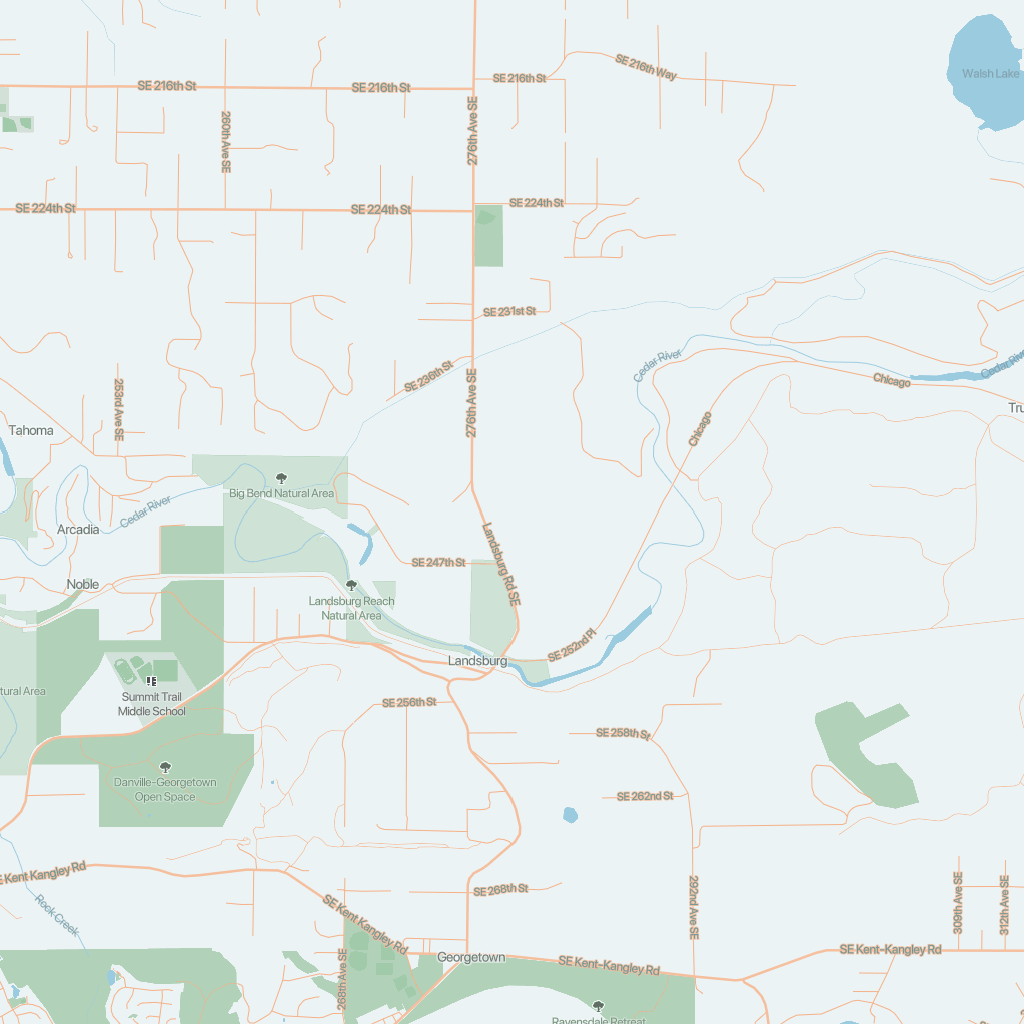 SE 216th Way
Walsh Lake
SE 216th St
SE 216th St
SE 216th St
276th Ave SE
260th Ave SE
SE 224th St
SE 224th St
SE 224th St
SE 231st St
Cedar River
Cedar Riv
SE 236th St
Chicago
276th Ave SE
253rd Ave SE
Chicago
Tru
Tahoma
Big Bend Natural Area
Cedar River
Arcadia
Landsburg Rd SE
SE 247th St
Noble
Landsburg Reach
Natural Area
SE 252nd Pl
Landsburg
tural Area
Summit Trail
Middle School
SE 256th St
SE 258th St
Danville-Georgetown
Open Space
SE 262nd St
E Kent Kangley Rd
SE 268th St
309th Ave SE
312th Ave SE
292nd Ave SE
Rock Creek
SE Kent Kangley Rd
SE Kent-Kangley Rd
Georgetown
SE Kent-Kangley Rd
268th Ave SE
Ravensdale Retreat